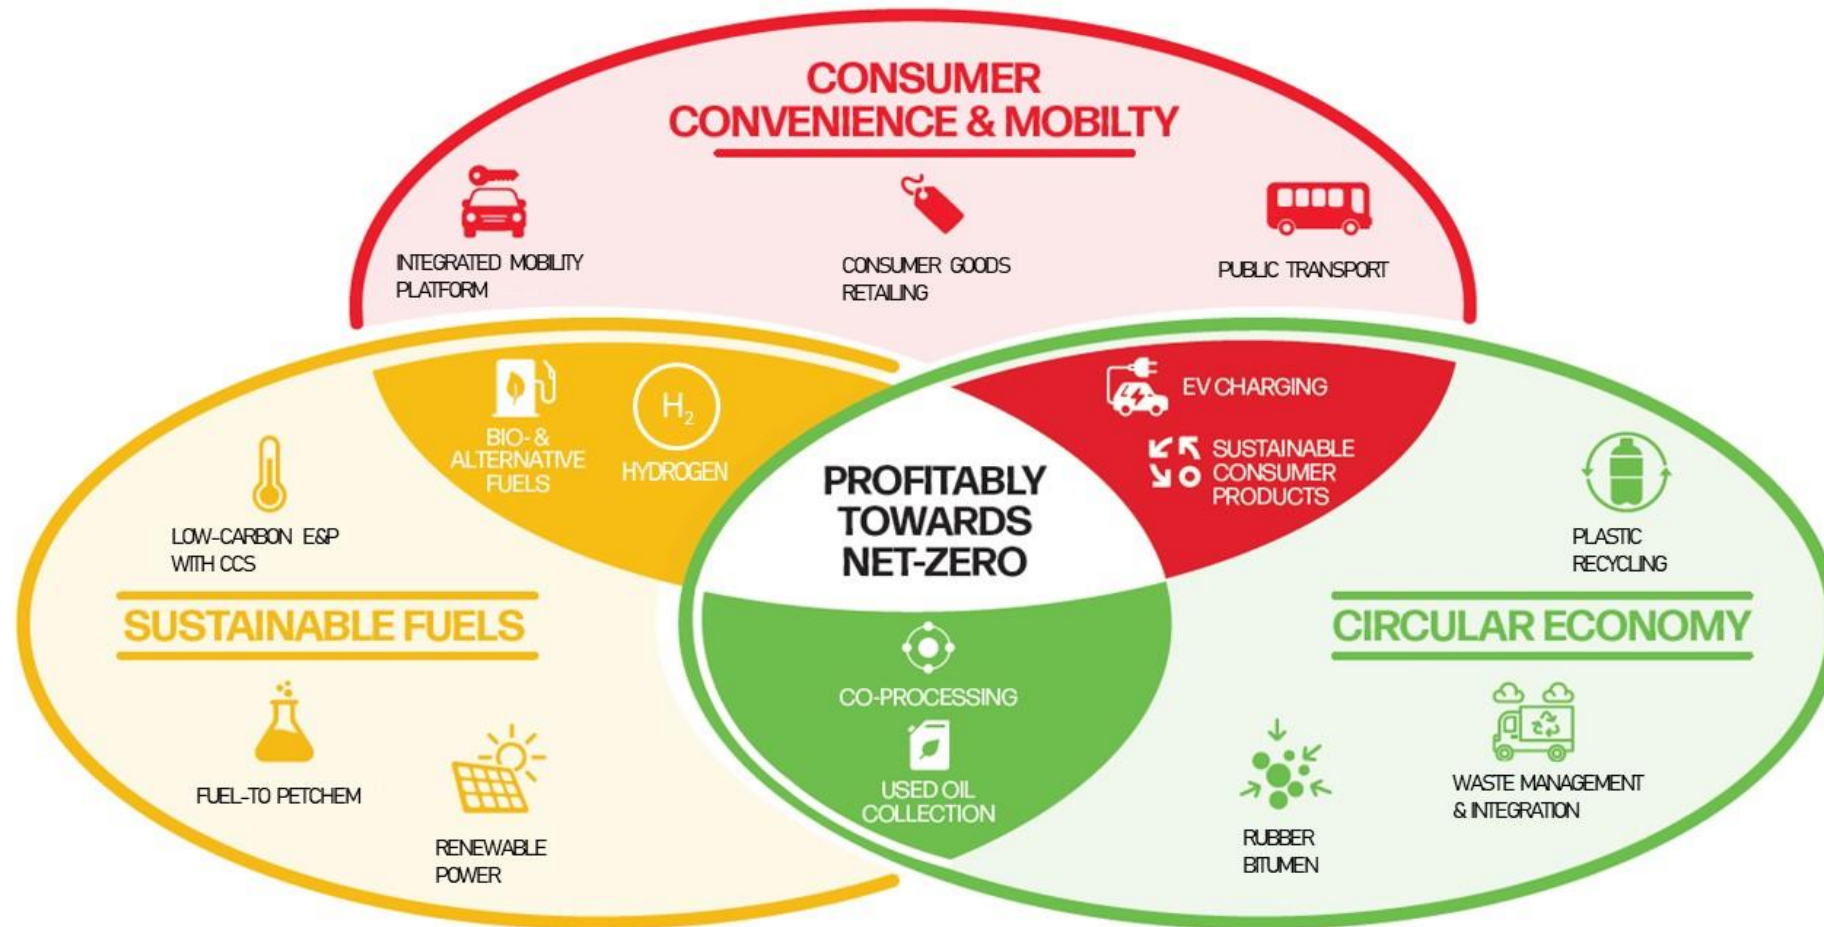 CONSUMER
CONVENIENCE & MOBILTY
INTEGRATED MOBILITY
PLATFORM
CONSUMER GOODS
RETAILING
PUBLIC TRANSPORT
BIO- &
ALTERNATIVE
FUELS
H2
HYDROGEN
EV CHARGING
SUSTAINABLE
CONSUMER
PRODUCTS
PROFITABLY
TOWARDS
NET-ZERO
LOW-CARBON E&P
WITH CCS
SUSTAINABLE FUELS
FUEL-TO PETCHEM
RENEWABLE
POWER
CO-PROCESSING
USED OIL
COLLECTION
PLASTIC
RECYCLING
CIRCULAR ECONOMY
WASTE MANAGEMENT
& INTEGRATION
RUBBER
BITUMEN